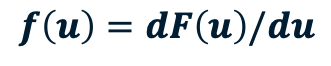 f(u) = dF(u)/du